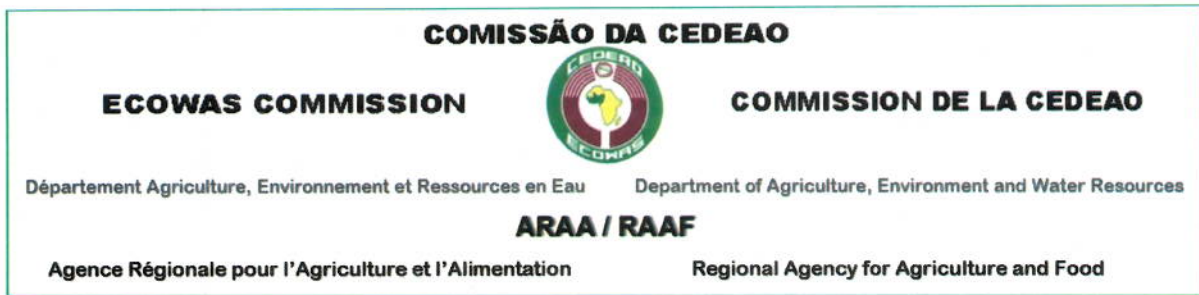 COMISSÃO DA CEDEAO
CEDEAO
ECOWAS COMMISSION
COMMISSION DE LA CEDEAO
ECOWAS
Département Agriculture, Environnement et Ressources en Eau
Department of Agriculture, Environment and Water Resources
ARAA / RAAF
Agence Régionale pour l'Agriculture et l'Alimentation
Regional Agency for Agriculture and Food